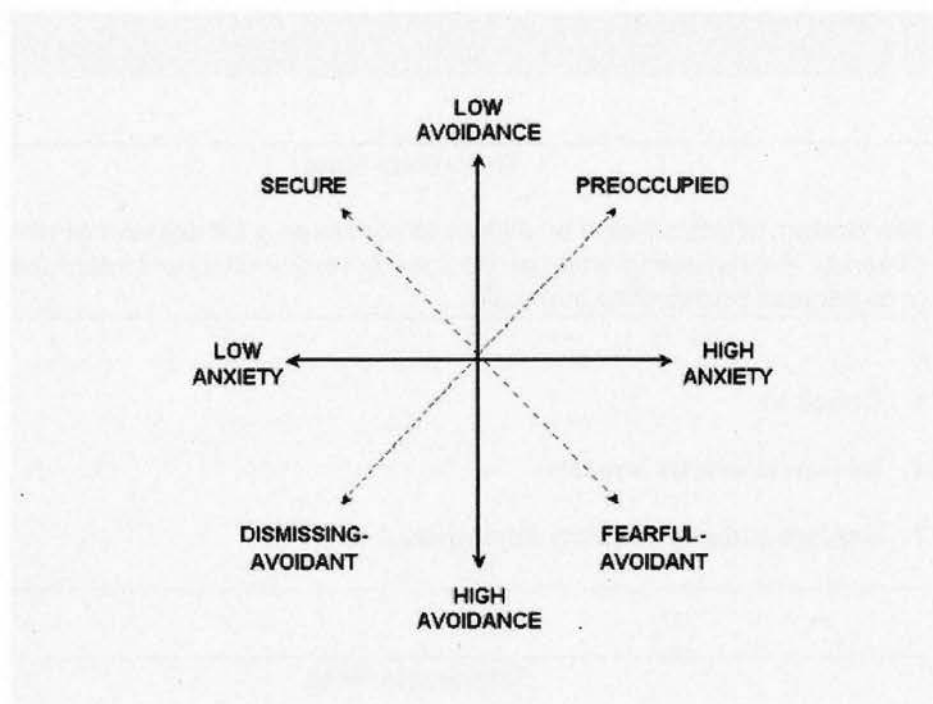 LOW
AVOIDANCE
SECURE
PREOCCUPIED
LOW
ANXIETY
HIGH
ANXIETY
DISMISSING-
AVOIDANT
FEARFUL-
AVOIDANT
HIGH
AVOIDANCE